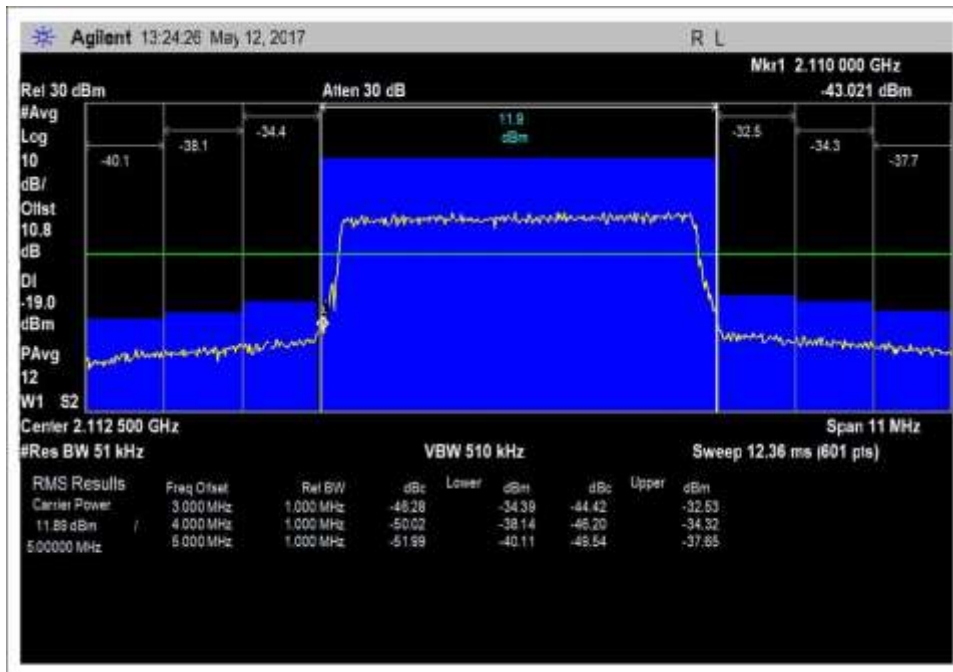 Agilent 13:24:26 May 12, 2017 R L
Mkr1 2.110 000 GHz
Ref 30 dBm Atten 30 dB -43.021 dBm
#Avg
Log
10
dB/
Offst
10.8
dB
DI
-19.0
dBm
PAvg
12
W1 S2
-40.1 -38.1 -34.4 11.9 dBm -32.5 -34.3 -37.7
Center 2.112 500 GHz Span 11 MHz
#Res BW 51 kHz VBW 510 kHz Sweep 12.36 ms (601 pts)
RMS Results Freq Offset Ref BW dBc Lower dBm dBc Upper dBm
Carrier Power 3.000 MHz 1.000 MHz -46.28 -34.39 -44.42 -32.53
11.89 dBm / 4.000 MHz 1.000 MHz -50.02 -38.14 -46.20 -34.32
5.00000 MHz 5.000 MHz 1.000 MHz -51.99 -40.11 -49.54 -37.65